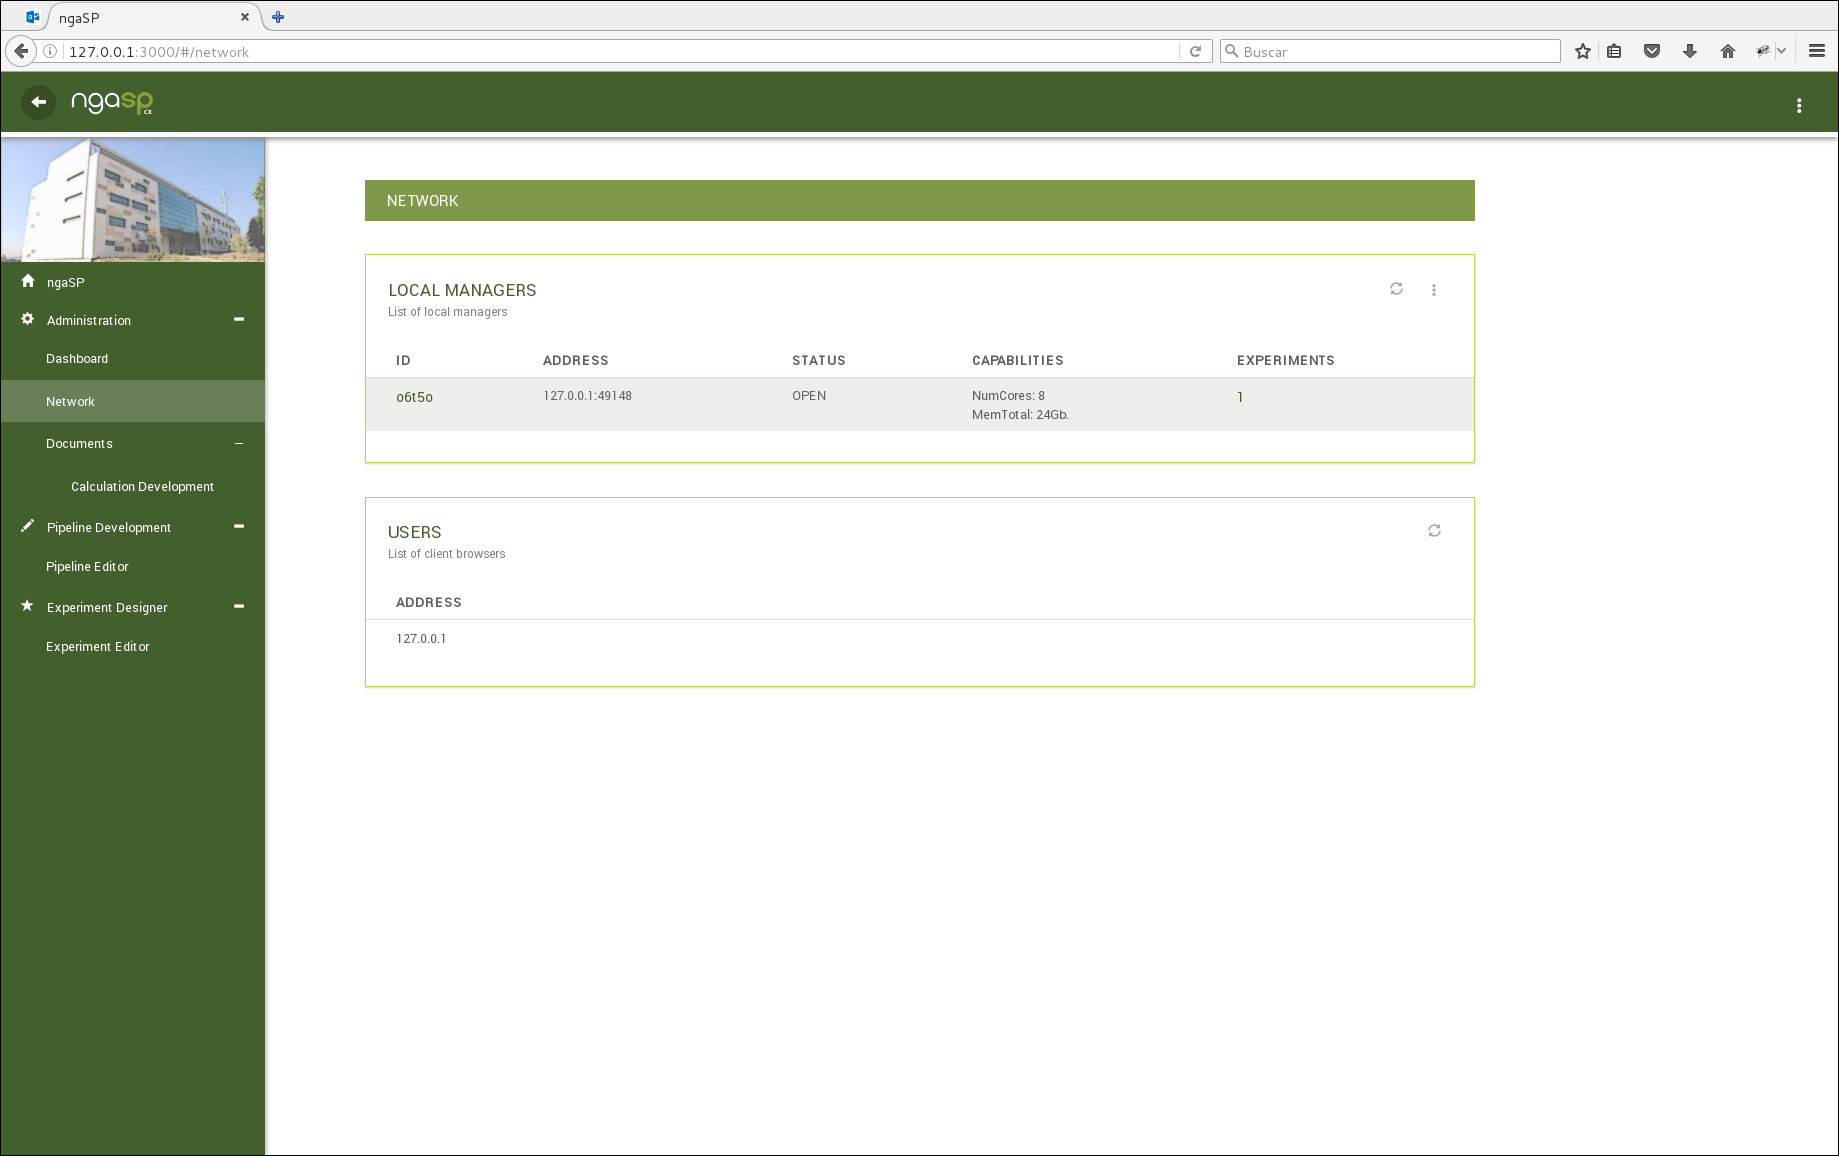 ngaSP
127.0.0.1:3000/#/network
Buscar
ngasp α
ngaSP
Administration
Dashboard
Network
Documents
Calculation Development
Pipeline Development
Pipeline Editor
Experiment Designer
Experiment Editor
NETWORK
LOCAL MANAGERS
List of local managers
ID ADDRESS STATUS CAPABILITIES EXPERIMENTS
o6t5o 127.0.0.1:49148 OPEN NumCores: 8 1
MemTotal: 24Gb.
USERS
List of client browsers
ADDRESS
127.0.0.1